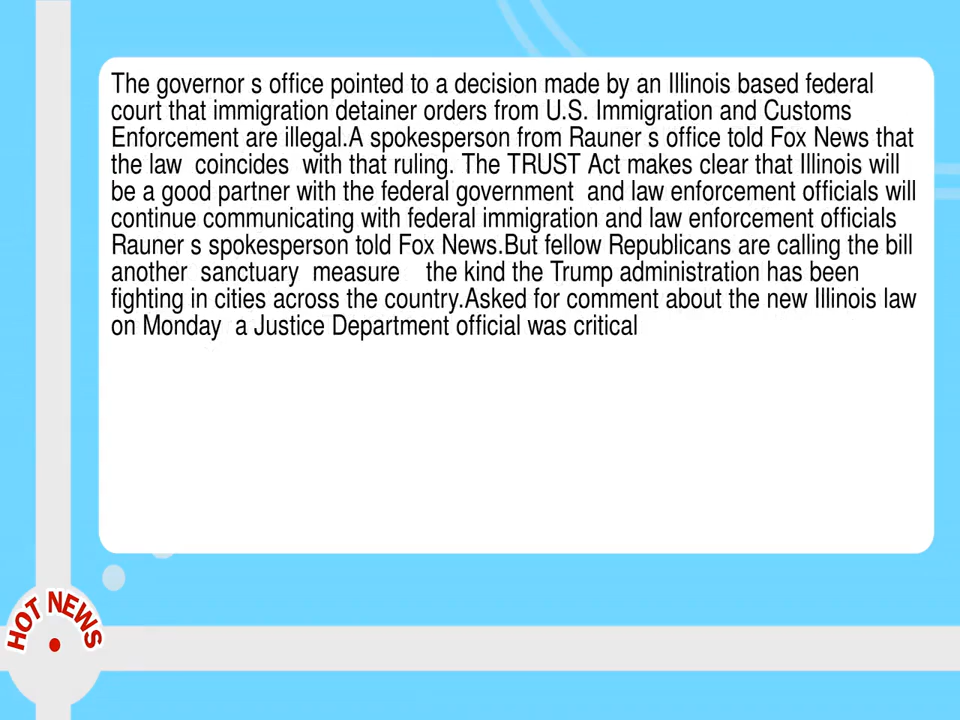 The governor s office pointed to a decision made by an Illinois based federal
court that immigration detainer orders from U.S. Immigration and Customs
Enforcement are illegal.A spokesperson from Rauner s office told Fox News that
the law  coincides  with that ruling. The TRUST Act makes clear that Illinois will
be a good partner with the federal government  and law enforcement officials will
continue communicating with federal immigration and law enforcement officials
Rauner s spokesperson told Fox News.But fellow Republicans are calling the bill
another  sanctuary  measure    the kind the Trump administration has been
fighting in cities across the country.Asked for comment about the new Illinois law
on Monday  a Justice Department official was critical
HOT NEWS